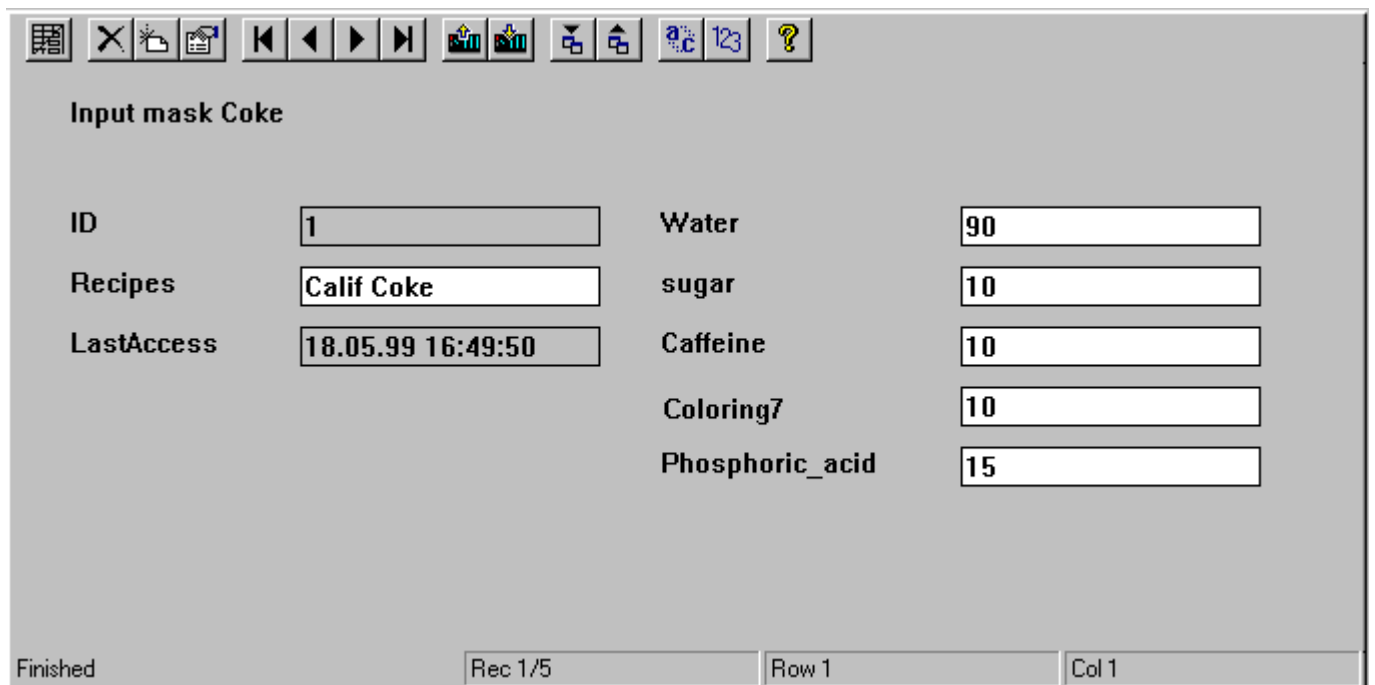 a c 123 ?
Input mask Coke
ID 1 Water 90
Recipes Calif Coke sugar 10
LastAccess 18.05.99 16:49:50 Caffeine 10
Coloring7 10
Phosphoric_acid 15
Finished Rec 1/5 Row 1 Col 1